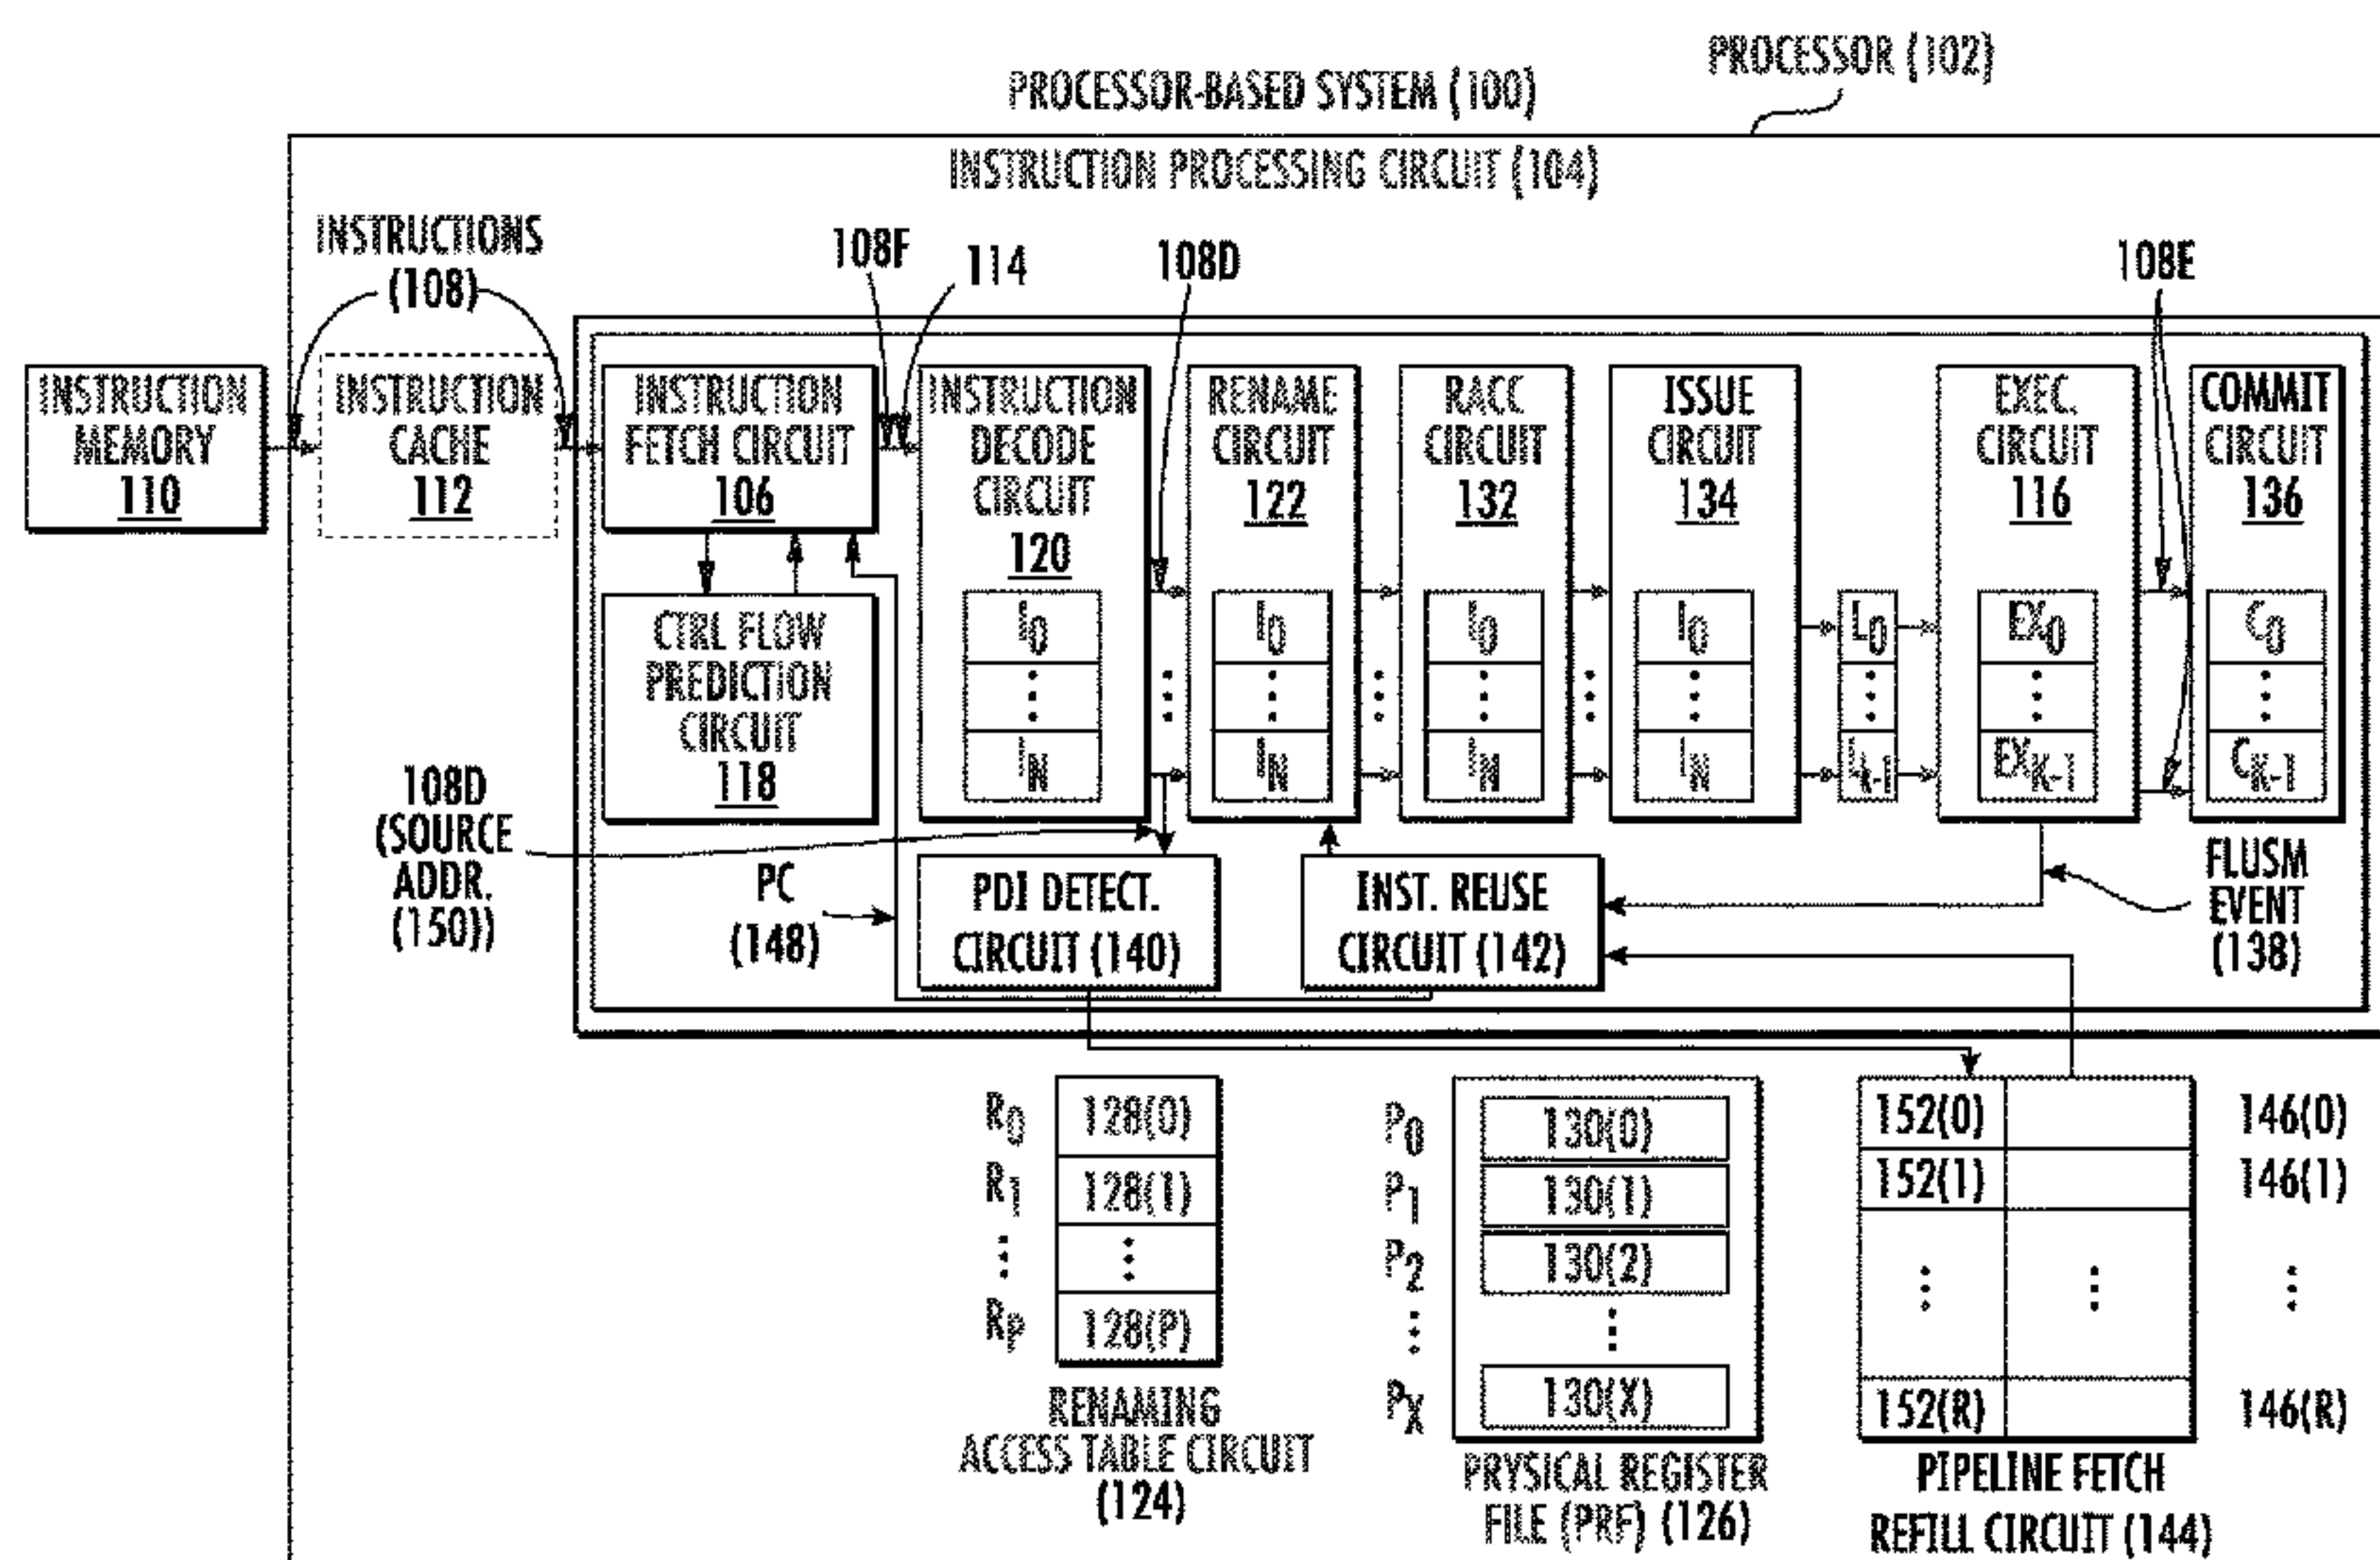 PROCESSOR (102)
PROCESSOR-BASED SYSTEM (100)
INSTRUCTION PROCESSING CIRCUIT (104)
INSTRUCTIONS
(108)
108F
114
108D
108E
INSTRUCTION
MEMORY
110
INSTRUCTION
CACHE
112
INSTRUCTION
FETCH CIRCUIT
106
INSTRUCTION
DECODE
CIRCUIT
120
I0
⋮
IN
RENAME
CIRCUIT
122
I0
⋮
IN
RACC
CIRCUIT
132
I0
⋮
IN
ISSUE
CIRCUIT
134
I0
⋮
IN
L0
⋮
LK-1
EXEC.
CIRCUIT
116
EX0
⋮
EXK-1
COMMIT
CIRCUIT
136
C0
⋮
CK-1
CTRL FLOW
PREDICTION
CIRCUIT
118
108D
(SOURCE
ADDR.
(150))
PC
(148)
PDI DETECT.
CIRCUIT (140)
INST. REUSE
CIRCUIT (142)
FLUSM
EVENT
(138)
R0 128(0)
R1 128(1)
⋮ ⋮
RP 128(P)
RENAMING
ACCESS TABLE CIRCUIT
(124)
P0 130(0)
P1 130(1)
P2 130(2)
⋮ ⋮
PX 130(X)
PRYSICAL REGISTER
FILE (PRF) (126)
152(0) 146(0)
152(1) 146(1)
⋮ ⋮ ⋮
152(R) 146(R)
PIPELINE FETCH
REFILL CIRCUIT (144)